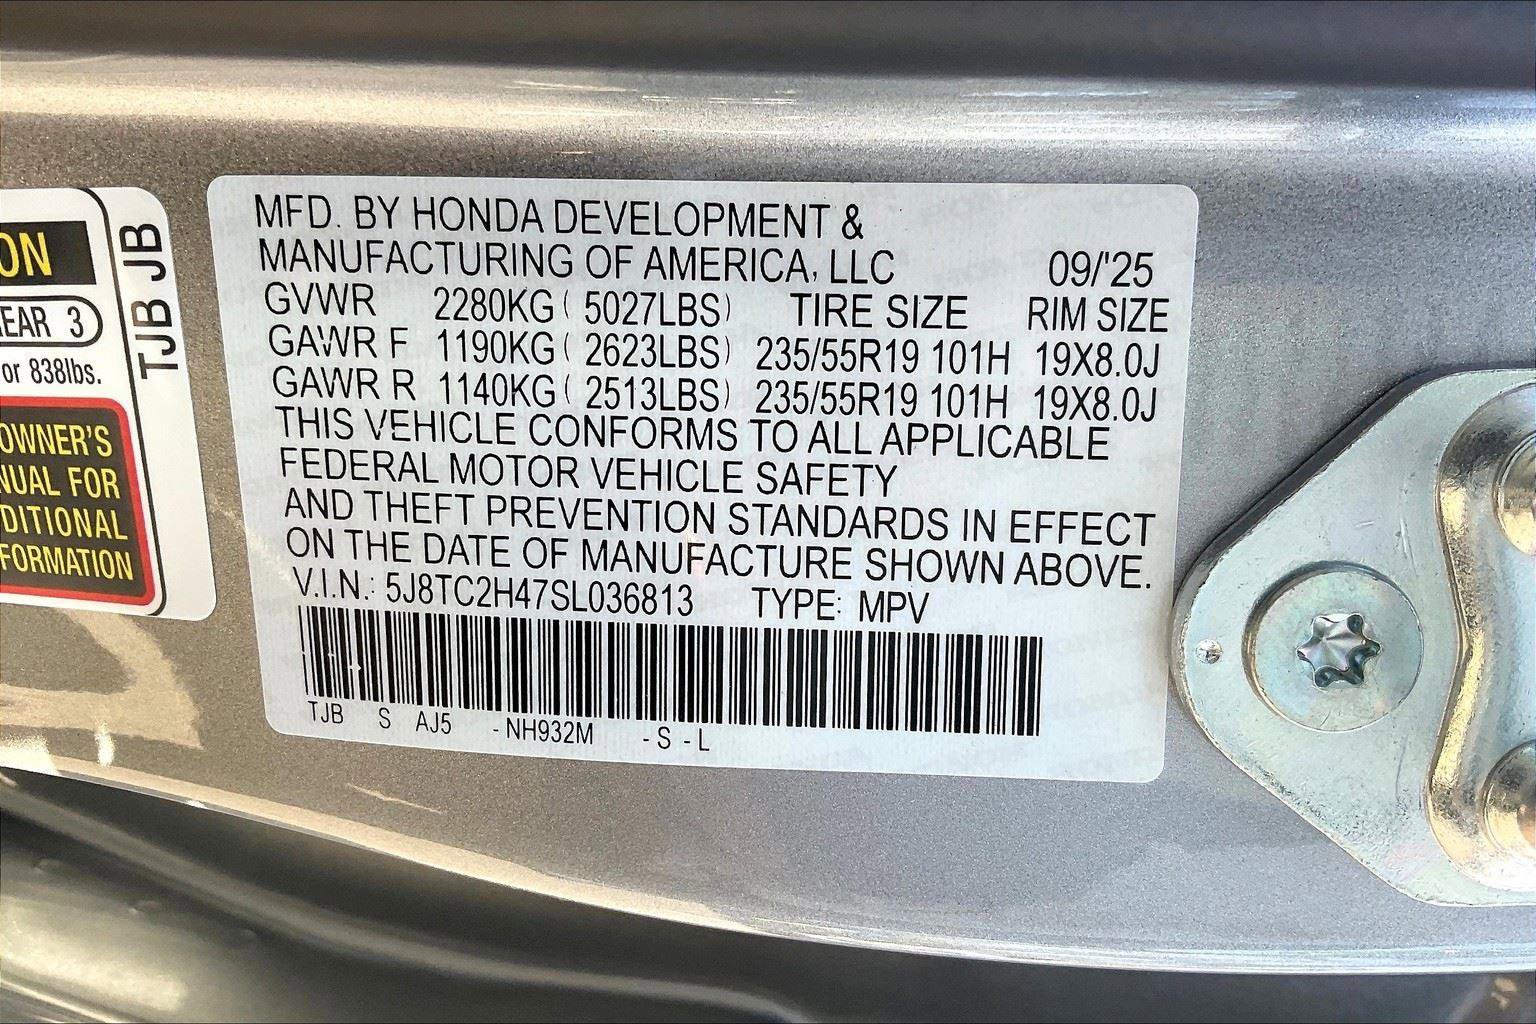 ON
EAR 3
or 838lbs.
OWNER'S
NUAL FOR
DITIONAL
FORMATION
TJB JB
MFD. BY HONDA DEVELOPMENT &
MANUFACTURING OF AMERICA, LLC 09/'25
GVWR 2280KG ( 5027LBS) TIRE SIZE RIM SIZE
GAWR F 1190KG ( 2623LBS) 235/55R19 101H 19X8.0J
GAWR R 1140KG ( 2513LBS) 235/55R19 101H 19X8.0J
THIS VEHICLE CONFORMS TO ALL APPLICABLE
FEDERAL MOTOR VEHICLE SAFETY
AND THEFT PREVENTION STANDARDS IN EFFECT
ON THE DATE OF MANUFACTURE SHOWN ABOVE.
V.I.N.: 5J8TC2H47SL036813 TYPE: MPV
TJB S AJ5 - NH932M - S - L